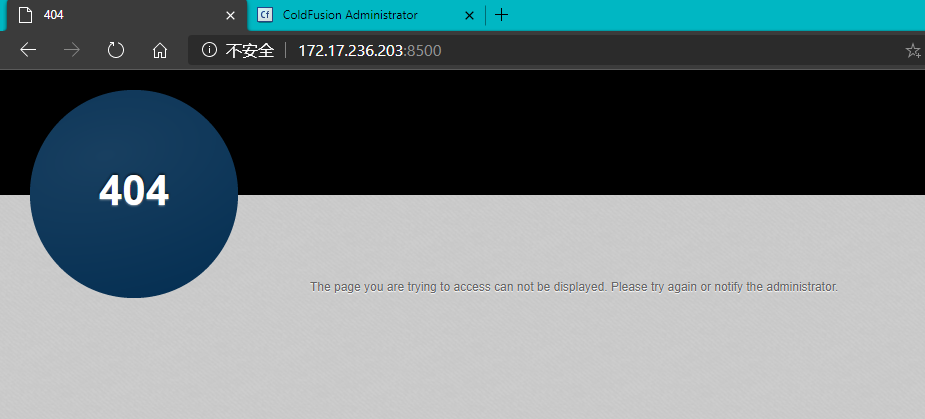 404
ColdFusion Administrator
不安全 172.17.236.203:8500
404
The page you are trying to access can not be displayed. Please try again or notify the administrator.